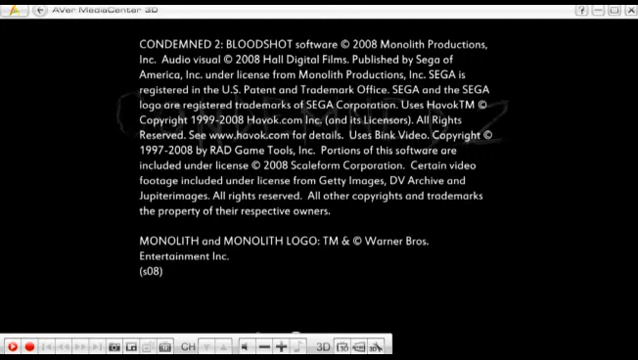 AVer MediaCenter 3D
CONDEMNED 2: BLOODSHOT software © 2008 Monolith Productions,
Inc. Audio visual © 2008 Hall Digital Films. Published by Sega of
America, Inc. under license from Monolith Productions, Inc. SEGA is
registered in the U.S. Patent and Trademark Office. SEGA and the SEGA
logo are registered trademarks of SEGA Corporation. Uses HavokTM ©
Copyright 1999-2008 Havok.com Inc. (and its Licensors). All Rights
Reserved. See www.havok.com for details. Uses Bink Video. Copyright ©
1997-2008 by RAD Game Tools, Inc. Portions of this software are
included under license © 2008 Scaleform Corporation. Certain video
footage included under license from Getty Images, DV Archive and
Jupiterimages. All rights reserved. All other copyrights and trademarks
the property of their respective owners.
MONOLITH and MONOLITH LOGO: TM & © Warner Bros.
Entertainment Inc.
(s08)
CONDEMNED 2
CH 3D